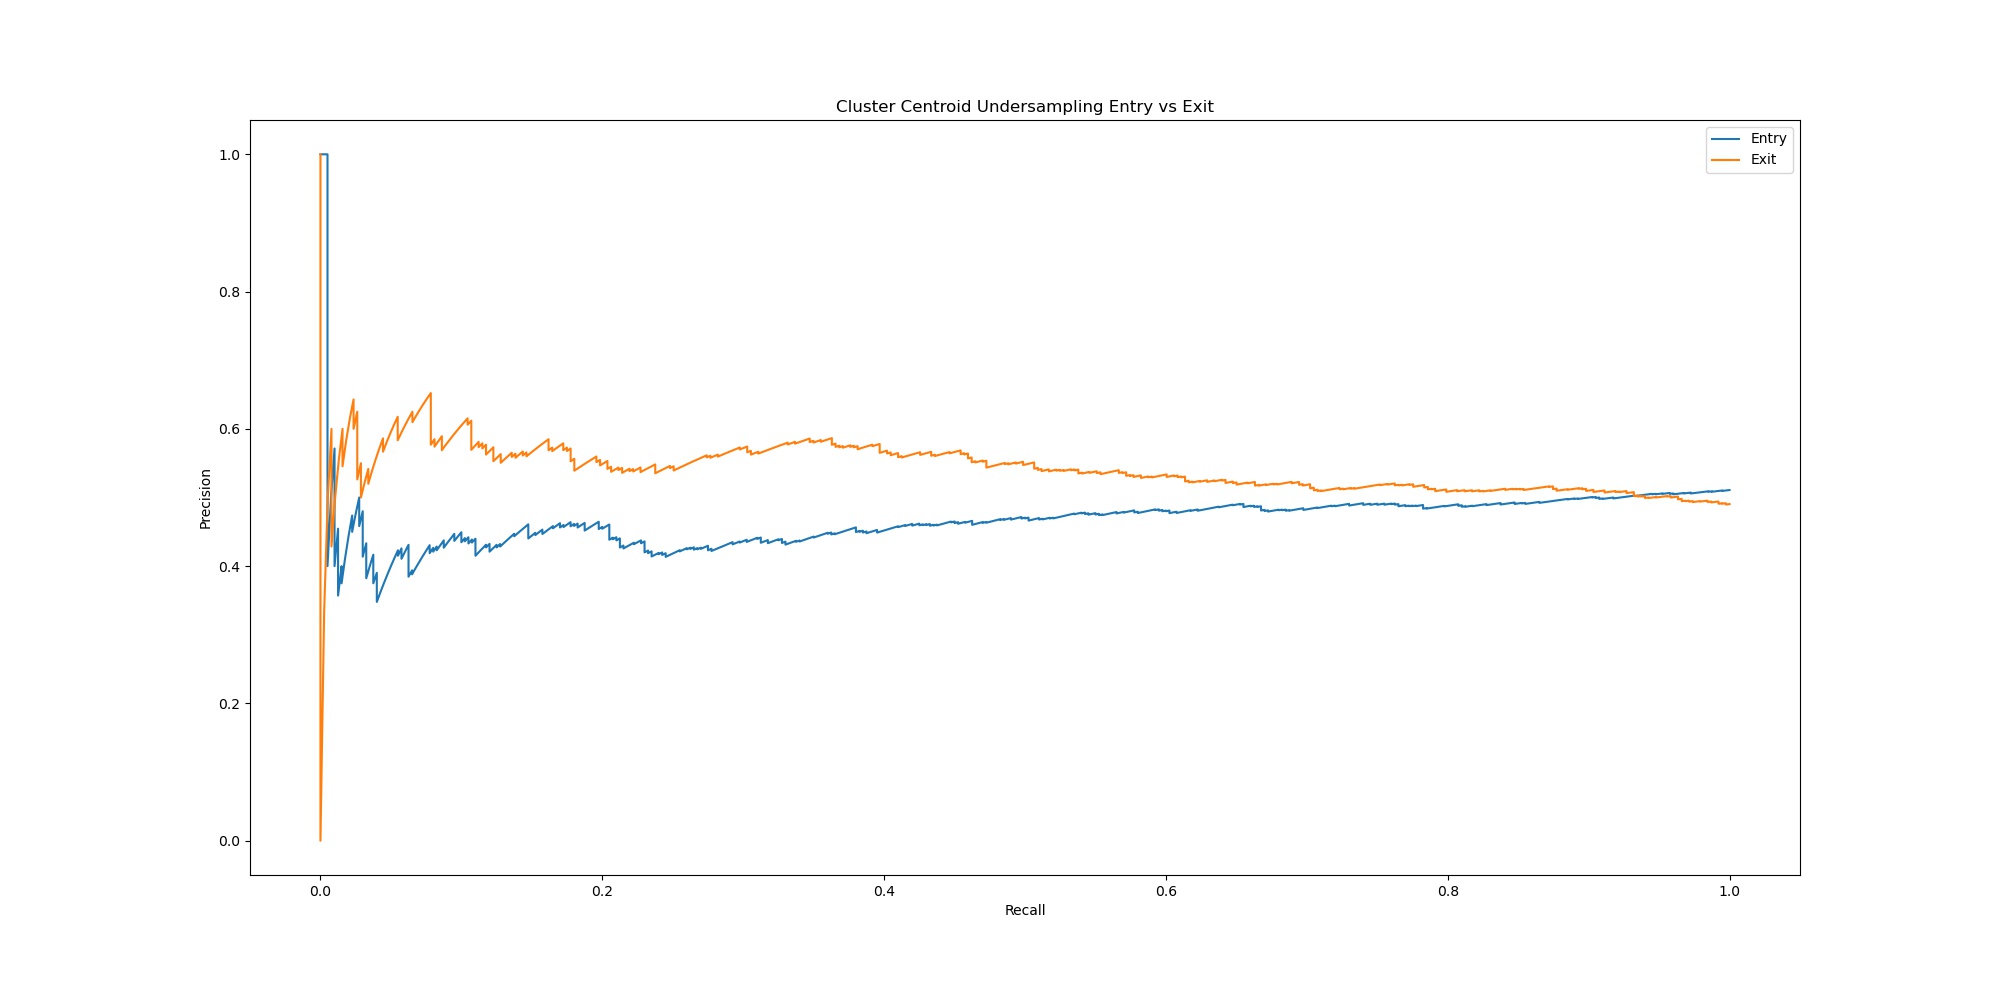 Cluster Centroid Undersampling Entry vs Exit
Entry
Exit
1.0
0.8
0.6
0.4
0.2
0.0
Precision
0.0 0.2 0.4 0.6 0.8 1.0
Recall